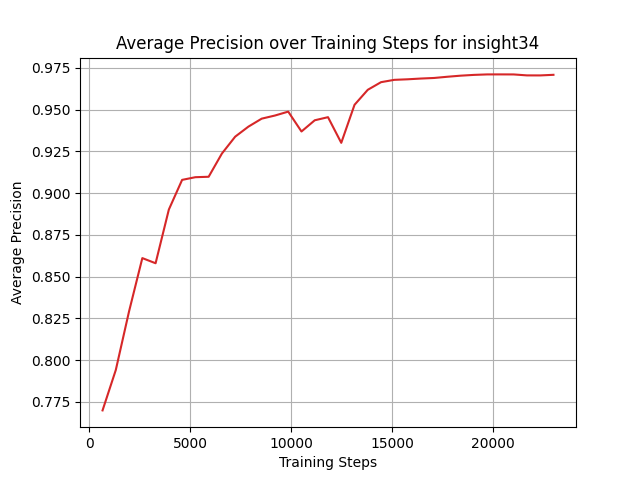 Average Precision over Training Steps for insight34
0.975
0.950
0.925
0.900
0.875
0.850
0.825
0.800
0.775
Average Precision
0 5000 10000 15000 20000
Training Steps